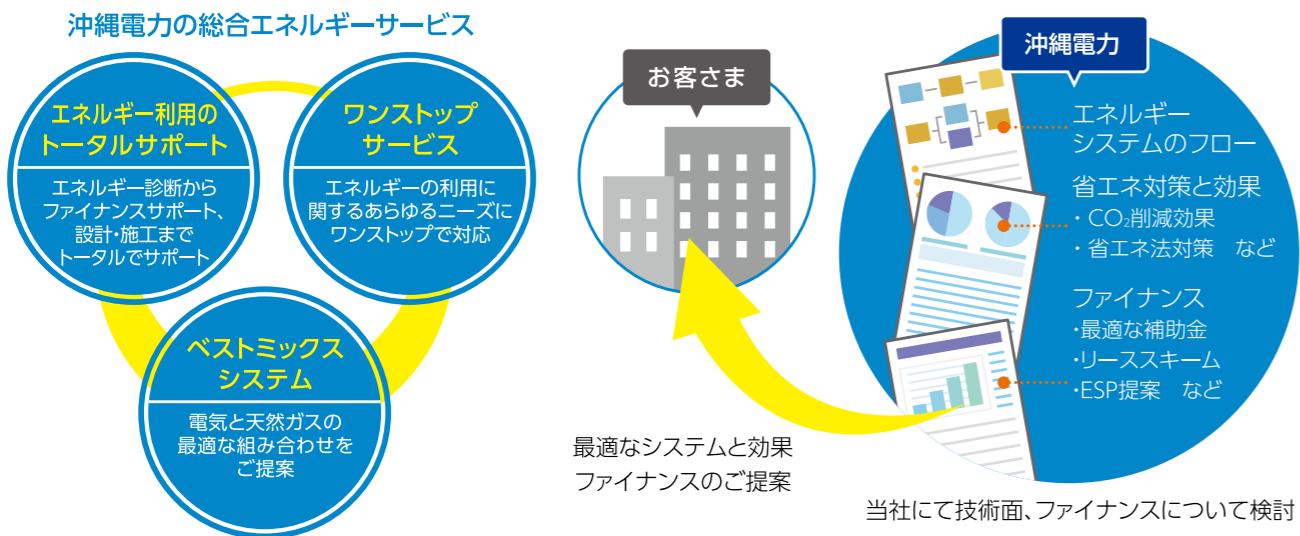 沖縄電力の総合エネルギーサービス
エネルギー利用の
トータルサポート
エネルギー診断から
ファイナンスサポート、
設計・施工まで
トータルでサポート
ワンストップ
サービス
エネルギーの利用に
関するあらゆるニーズに
ワンストップで対応
ベストミックス
システム
電気と天然ガスの
最適な組み合わせを
ご提案
お客さま
最適なシステムと効果
ファイナンスのご提案
沖縄電力
エネルギー
システムのフロー
省エネ対策と効果
・CO₂削減効果
・省エネ法対策　など
ファイナンス
・最適な補助金
・リーススキーム
・ESP提案　など
当社にて技術面、ファイナンスについて検討